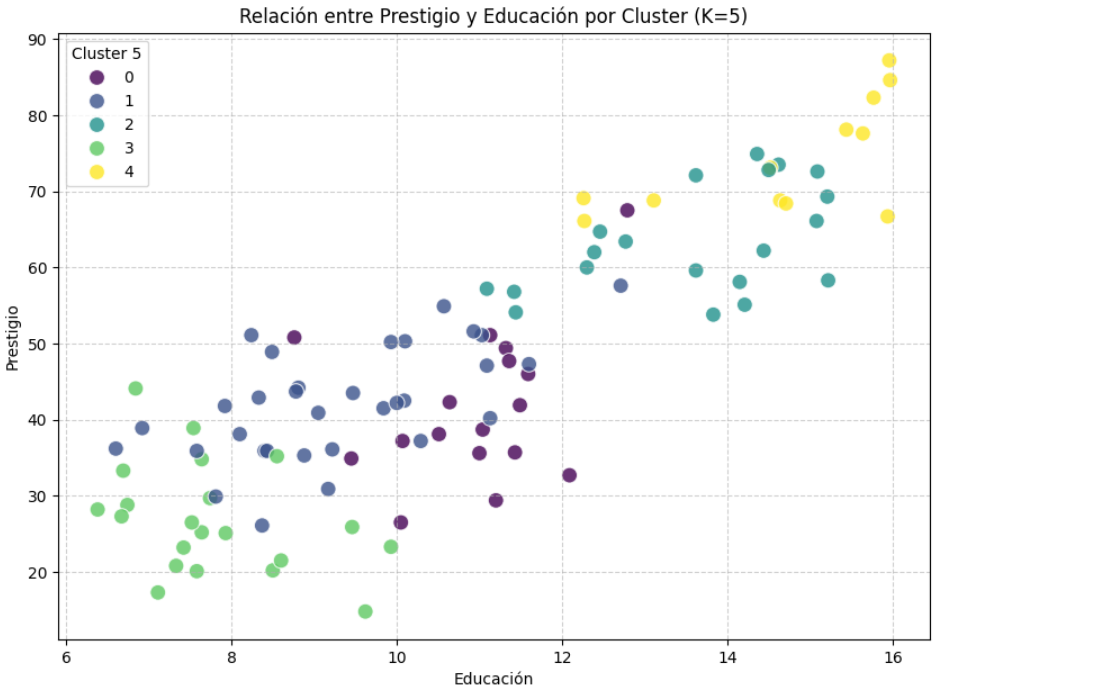 Relación entre Prestigio y Educación por Cluster (K=5)
Cluster 5
0
1
2
3
4
90
80
70
60
50
40
30
20
Prestigio
6 8 10 12 14 16
Educación